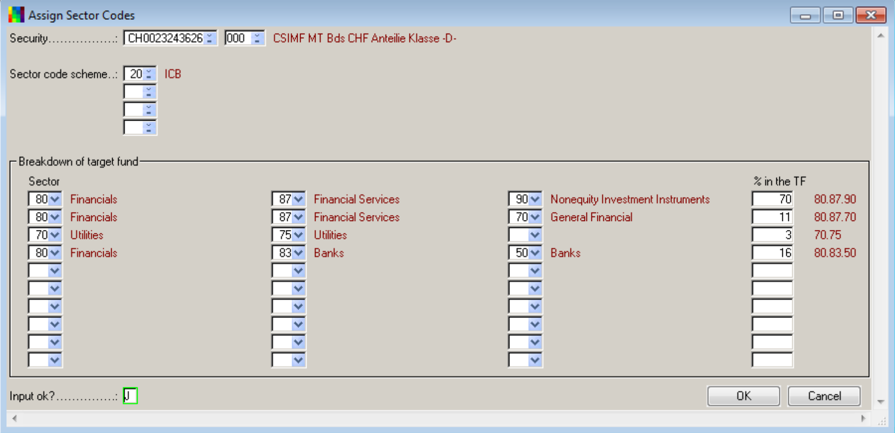 Assign Sector Codes
Security................: CH0023243626 000 CSIMF MT Bds CHF Anteilie Klasse -D-
Sector code scheme..: 20 ICB
Breakdown of target fund
Sector % in the TF
80 Financials 87 Financial Services 90 Nonequity Investment Instruments 70 80.87.90
80 Financials 87 Financial Services 70 General Financial 11 80.87.70
70 Utilities 75 Utilities 3 70.75
80 Financials 83 Banks 50 Banks 16 80.83.50
Input ok?..............: J OK Cancel